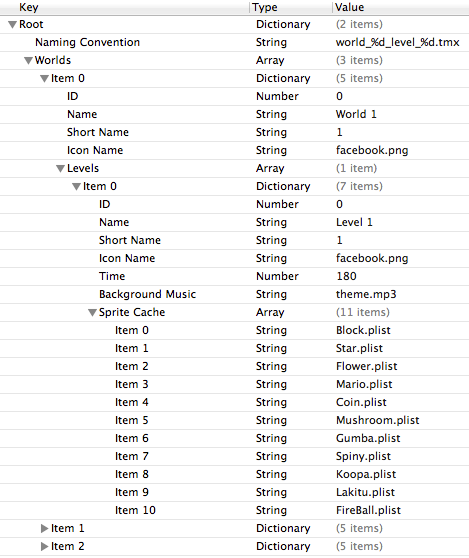 Key Type Value
Root Dictionary (2 items)
Naming Convention String world_%d_level_%d.tmx
Worlds Array (3 items)
Item 0 Dictionary (5 items)
ID Number 0
Name String World 1
Short Name String 1
Icon Name String facebook.png
Levels Array (1 item)
Item 0 Dictionary (7 items)
ID Number 0
Name String Level 1
Short Name String 1
Icon Name String facebook.png
Time Number 180
Background Music String theme.mp3
Sprite Cache Array (11 items)
Item 0 String Block.plist
Item 1 String Star.plist
Item 2 String Flower.plist
Item 3 String Mario.plist
Item 4 String Coin.plist
Item 5 String Mushroom.plist
Item 6 String Gumba.plist
Item 7 String Spiny.plist
Item 8 String Koopa.plist
Item 9 String Lakitu.plist
Item 10 String FireBall.plist
Item 1 Dictionary (5 items)
Item 2 Dictionary (5 items)